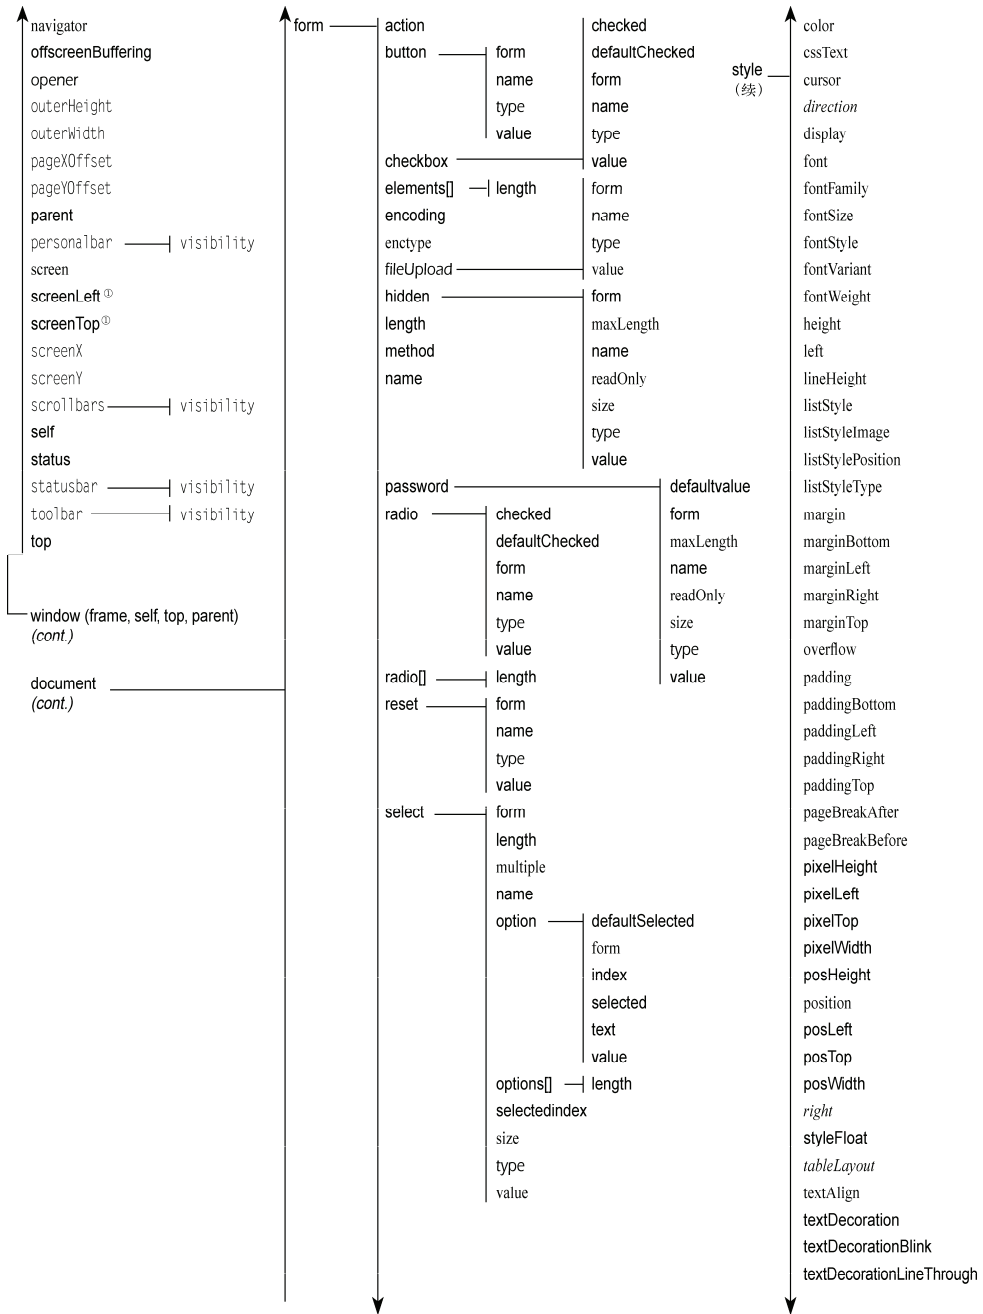 navigator
offscreenBuffering
opener
outerHeight
outerWidth
pageXOffset
pageYOffset
parent
personalbar
visibility
screen
screenLeft①
screenTop①
screenX
screenY
scrollbars
visibility
self
status
statusbar
visibility
toolbar
visibility
top
window (frame, self, top, parent)
(cont.)
document
(cont.)
form
action
button
form
name
type
value
checkbox
checked
defaultChecked
form
name
type
value
elements[]
length
encoding
enctype
fileUpload
form
name
type
value
hidden
length
method
name
form
maxLength
name
readOnly
size
type
value
password
defaultvalue
form
maxLength
name
readOnly
size
type
value
radio
checked
defaultChecked
form
name
type
value
radio[]
length
reset
form
name
type
value
select
form
length
multiple
name
option
defaultSelected
form
index
selected
text
value
options[]
length
selectedindex
size
type
value
style
（续）
color
cssText
cursor
direction
display
font
fontFamily
fontSize
fontStyle
fontVariant
fontWeight
height
left
lineHeight
listStyle
listStyleImage
listStylePosition
listStyleType
margin
marginBottom
marginLeft
marginRight
marginTop
overflow
padding
paddingBottom
paddingLeft
paddingRight
paddingTop
pageBreakAfter
pageBreakBefore
pixelHeight
pixelLeft
pixelTop
pixelWidth
posHeight
position
posLeft
posTop
posWidth
right
styleFloat
tableLayout
textAlign
textDecoration
textDecorationBlink
textDecorationLineThrough